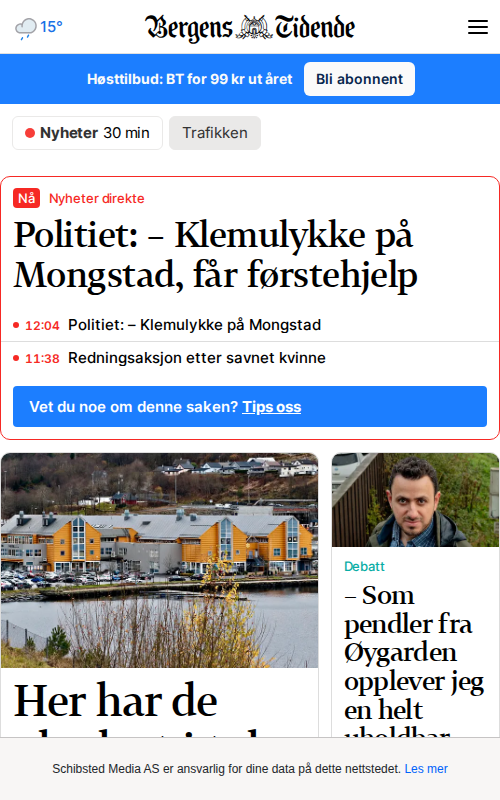 15°
Bergens Tidende
Høsttilbud: BT for 99 kr ut året
Bli abonnent
Nyheter 30 min
Trafikken
Nå
Nyheter direkte
Politiet: – Klemulykke på
Mongstad, får førstehjelp
12:04 Politiet: – Klemulykke på Mongstad
11:38 Redningsaksjon etter savnet kvinne
Vet du noe om denne saken? Tips oss
Her har de
Debatt
– Som
pendler fra
Øygarden
opplever jeg
en helt
Schibsted Media AS er ansvarlig for dine data på dette nettstedet. Les mer